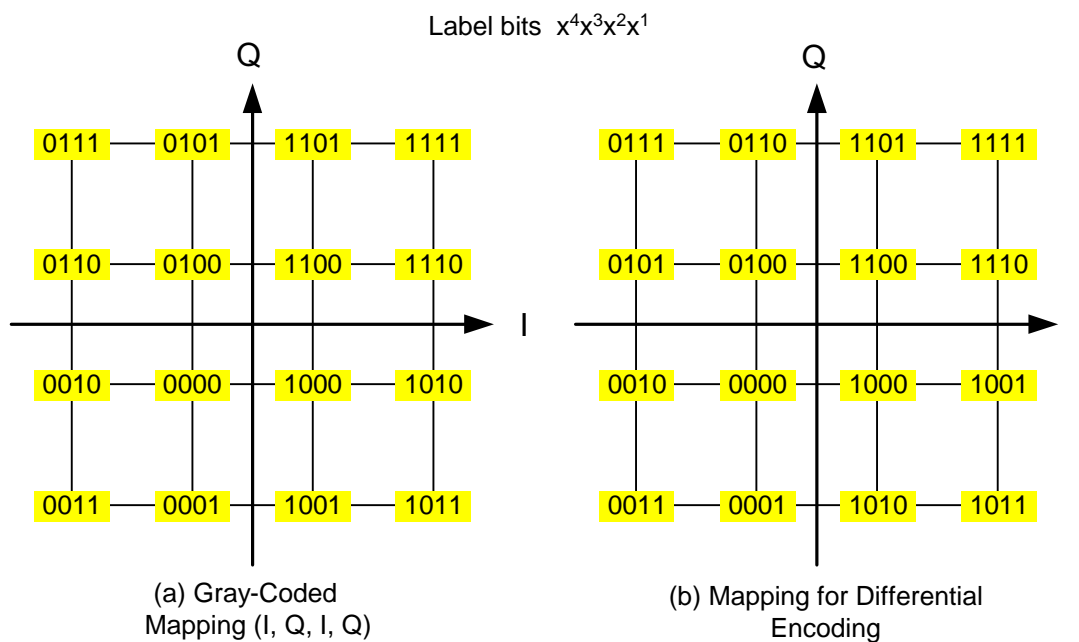 Label bits x⁴x³x²x¹
Q
Q
0111 0101 1101 1111
0111 0110 1101 1111
0110 0100 1100 1110
0101 0100 1100 1110
I
0010 0000 1000 1010
0010 0000 1000 1001
0011 0001 1001 1011
0011 0001 1010 1011
(a) Gray-Coded
Mapping (I, Q, I, Q)
(b) Mapping for Differential
Encoding